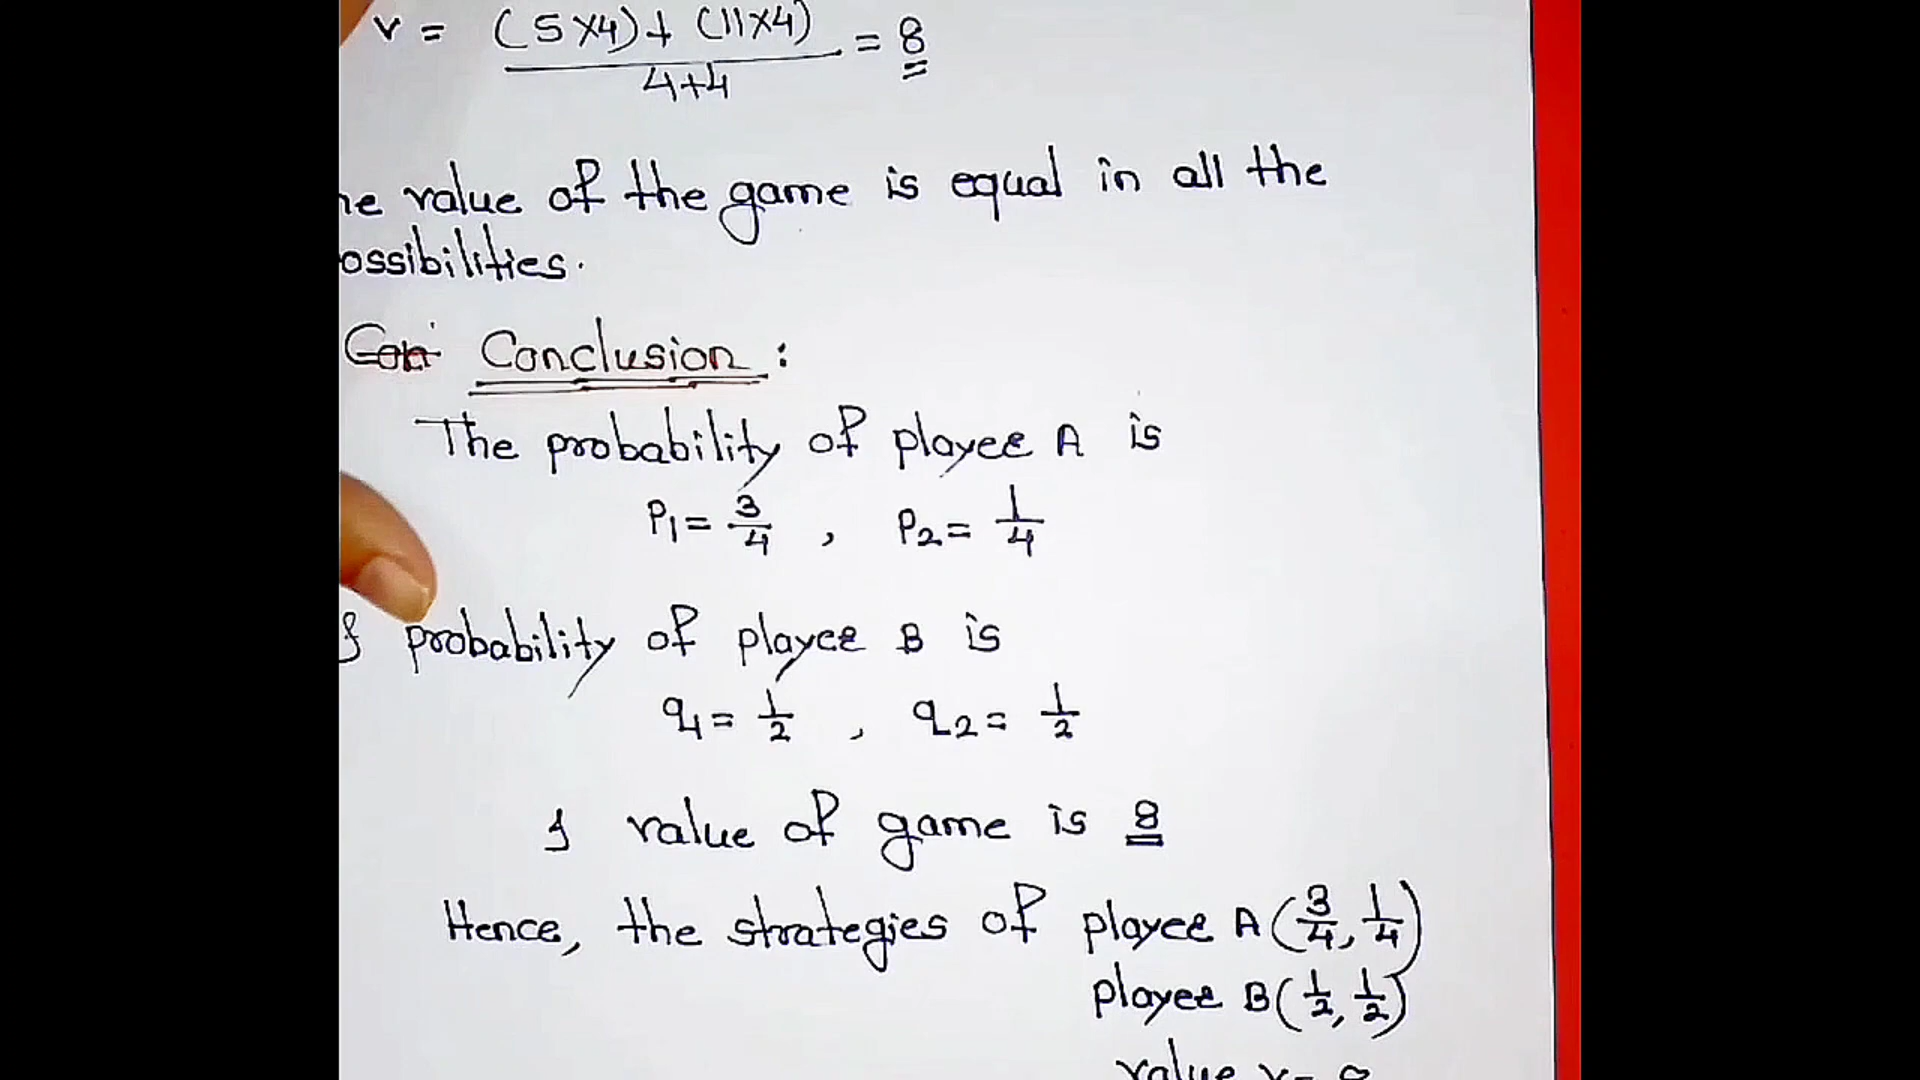 v = (5×4)+(11×4) / 4+4 = 8
he value of the game is equal in all the
ossibilities.
Conclusion :
The probability of player A is
P1= 3/4 , P2= 1/4
& probability of player B is
q1= 1/2 , q2= 1/2
& value of game is 8
Hence, the strategies of player A (3/4, 1/4)
player B (1/2, 1/2)
value v= 8